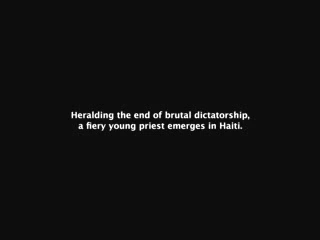 Heralding the end of brutal dictatorship,
a fiery young priest emerges in Haiti.